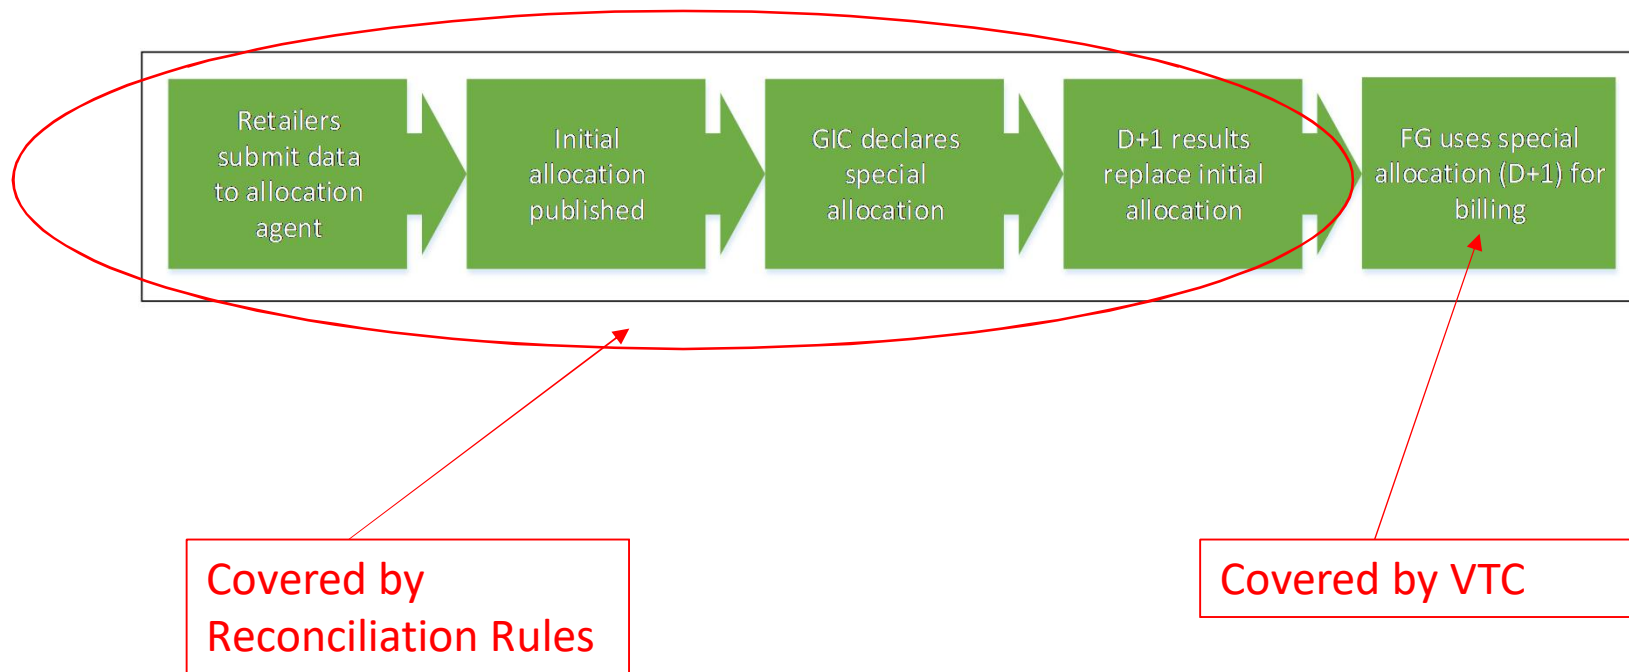 Retailers
submit data
to allocation
agent
Initial
allocation
published
GIC declares
special
allocation
D+1 results
replace initial
allocation
FG uses special
allocation (D+1) for
billing
Covered by
Reconciliation Rules
Covered by VTC